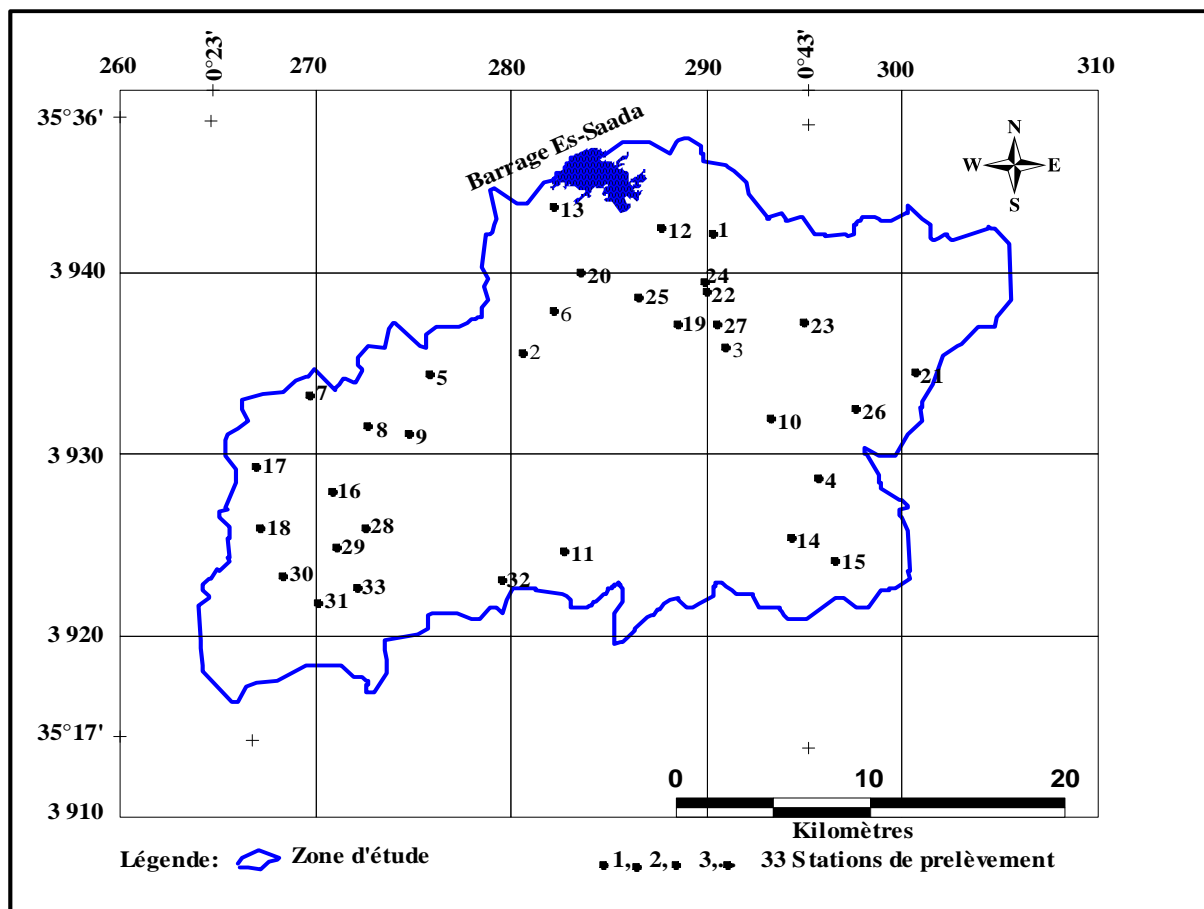 260 0°23' 270 280 290 0°43' 300 310
35°36'
Barrage Es-Saada
N
W E
S
13
12 1
3 940
20 24
25 22
6 19 27 23
2 3
5 21
7
8 9 10 26
3 930
17
16 4
18 28
29 11 14
15
30 33 32
31
3 920
35°17'
0 10 20
3 910
Kilomètres
Légende: Zone d'étude 1, 2, 3,. 33 Stations de prelèvement